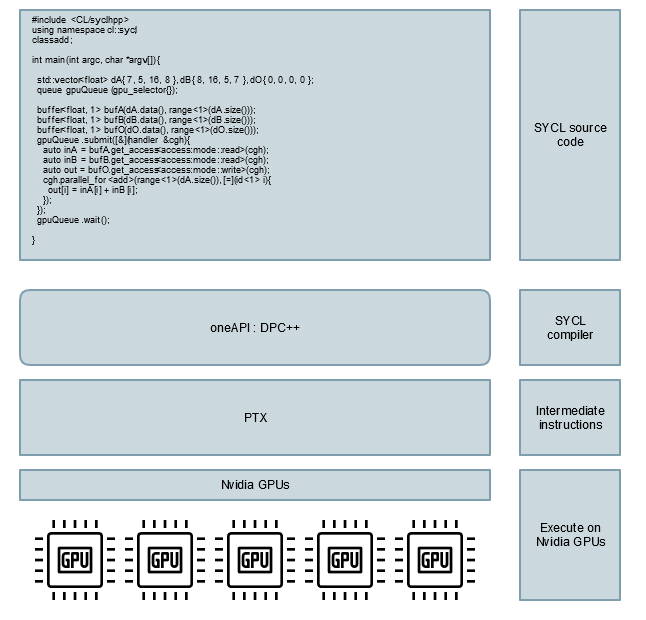 #include <CL/syclhpp>
using namespace cl::sycl
class add;
int main(int argc, char *argv[]){
std::vector<float> dA{ 7, 5, 16, 8 }, dB{ 8, 16, 5, 7 }, dO{ 0, 0, 0, 0 };
queue gpuQueue (gpu_selector{});
buffer<float, 1> bufA(dA.data(), range<1>(dA.size()));
buffer<float, 1> bufB(dB.data(), range<1>(dB.size()));
buffer<float, 1> bufO(dO.data(), range<1>(dO.size()));
gpuQueue.submit([&](handler &cgh){
auto inA = bufA.get_access<access:mode::read>(cgh);
auto inB = bufB.get_access<access:mode::read>(cgh);
auto out = bufO.get_access<access:mode::write>(cgh);
cgh.parallel_for<add>(range<1>(dA.size()), [=](id<1> i){
out[i] = inA[i] + inB[i];
});
});
gpuQueue.wait();
}
SYCL source
code
oneAPI : DPC++
SYCL
compiler
PTX
Intermediate
instructions
Nvidia GPUs
GPU
GPU
GPU
GPU
GPU
Execute on
Nvidia GPUs